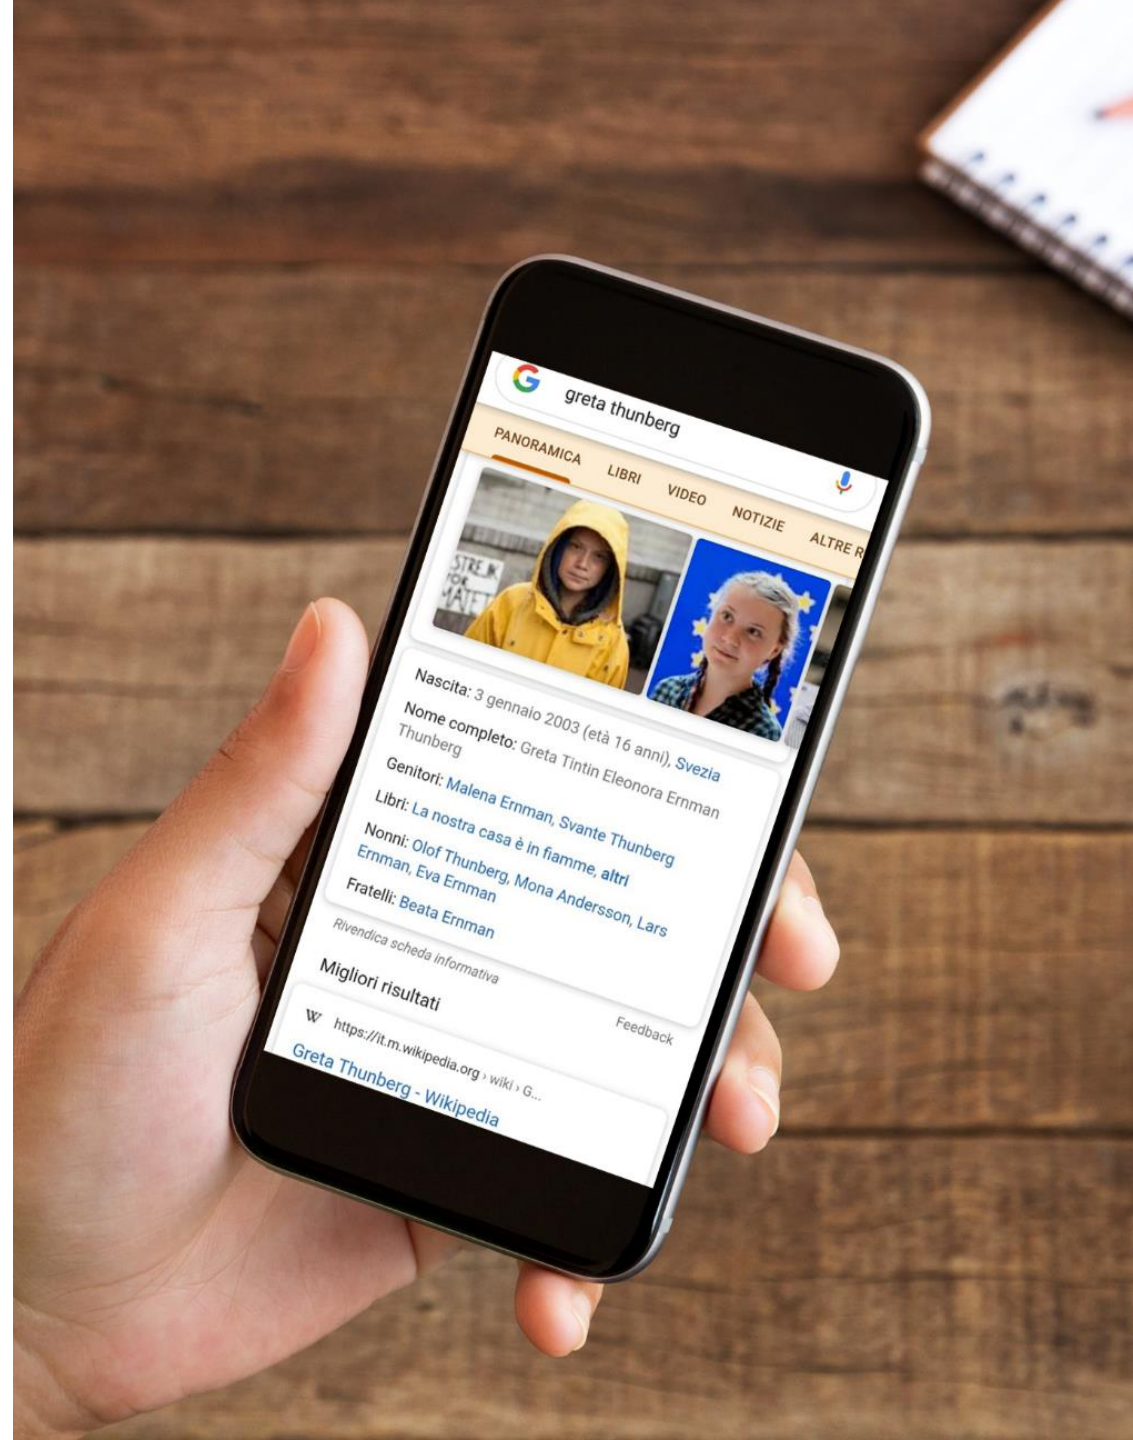 greta thunberg
PANORAMICA LIBRI VIDEO NOTIZIE ALTRE R
STREJK
FÖR
MATET
Nascita: 3 gennaio 2003 (età 16 anni), Svezia
Nome completo: Greta Tintin Eleonora Ernman
Thunberg
Genitori: Malena Ernman, Svante Thunberg
Libri: La nostra casa è in fiamme, altri
Nonni: Olof Thunberg, Mona Andersson, Lars
Ernman, Eva Ernman
Fratelli: Beata Ernman
Rivendica scheda informativa
Feedback
Migliori risultati
W https://it.m.wikipedia.org › wiki › G...
Greta Thunberg - Wikipedia